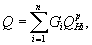 Q = \sum_{i=1}^{n} G_i Q_{Hi}^{p},